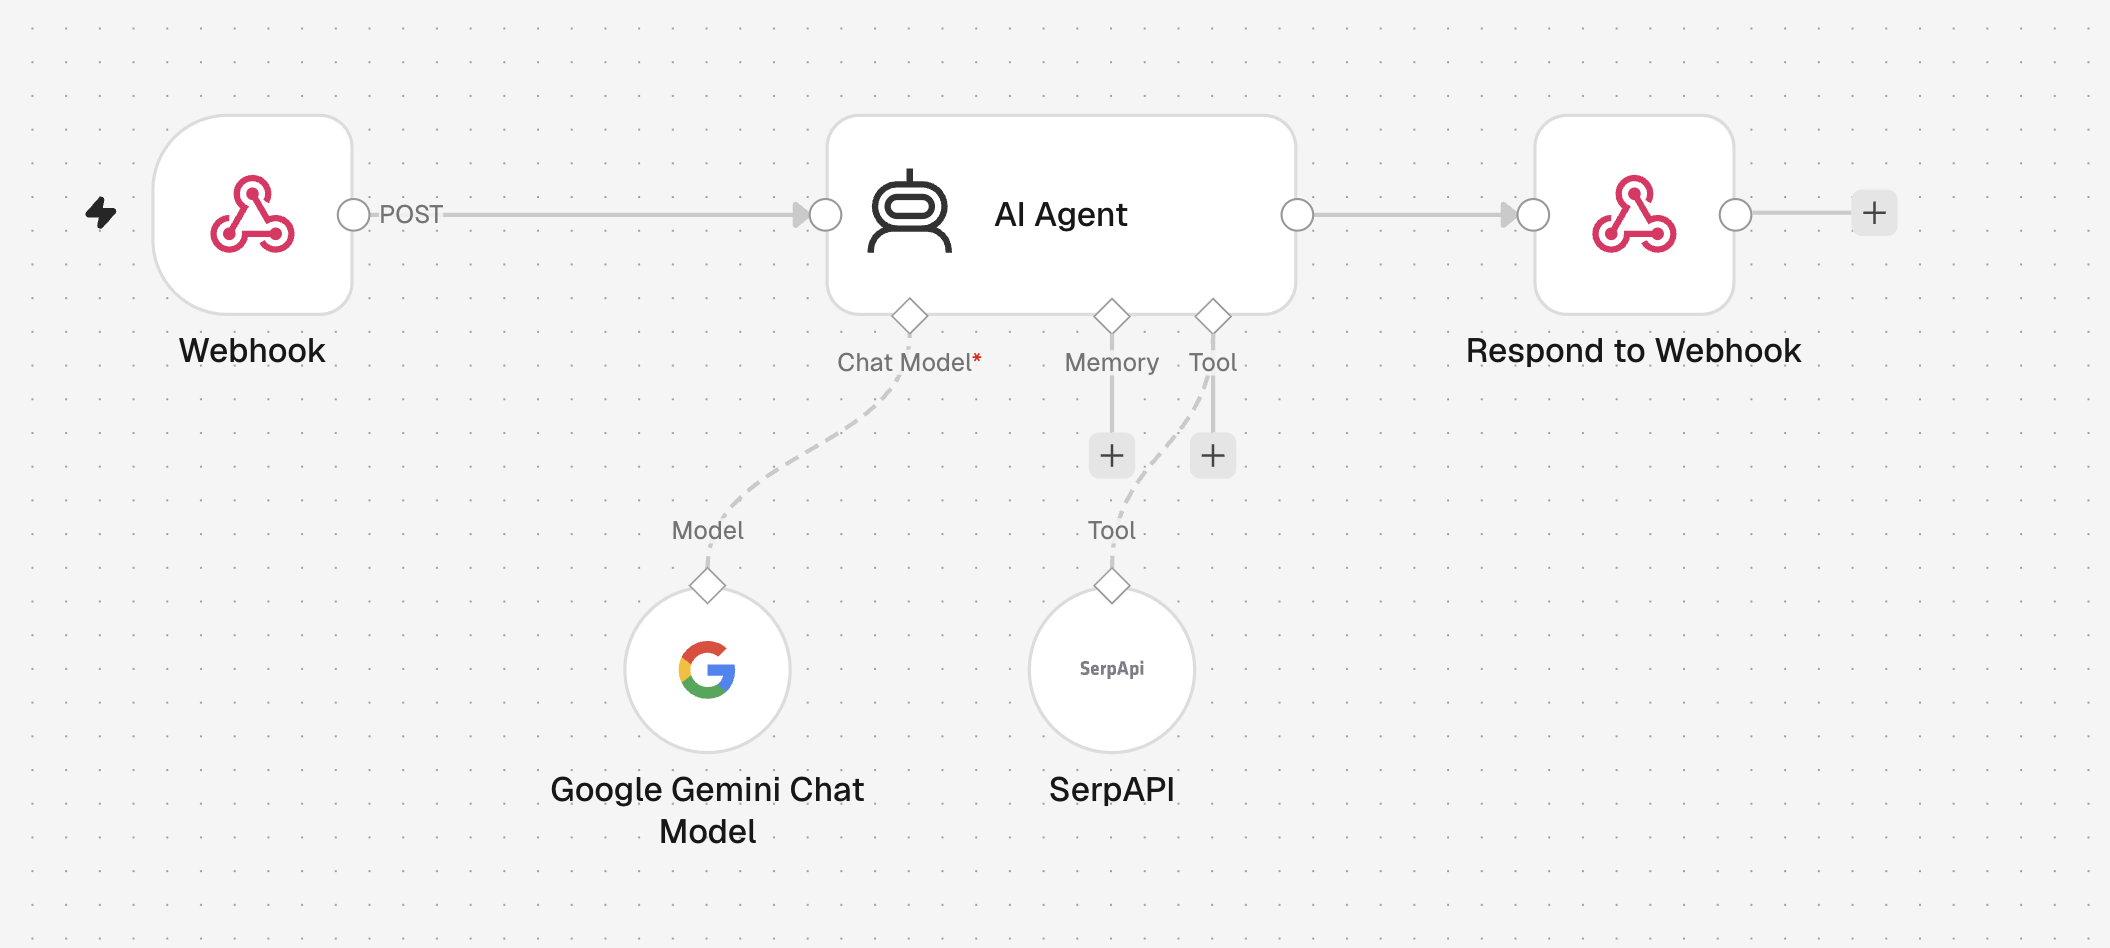 POST
AI Agent
Webhook
Chat Model*
Memory
Tool
Respond to Webhook
Model
Tool
SerpApi
Google Gemini Chat
Model
SerpAPI